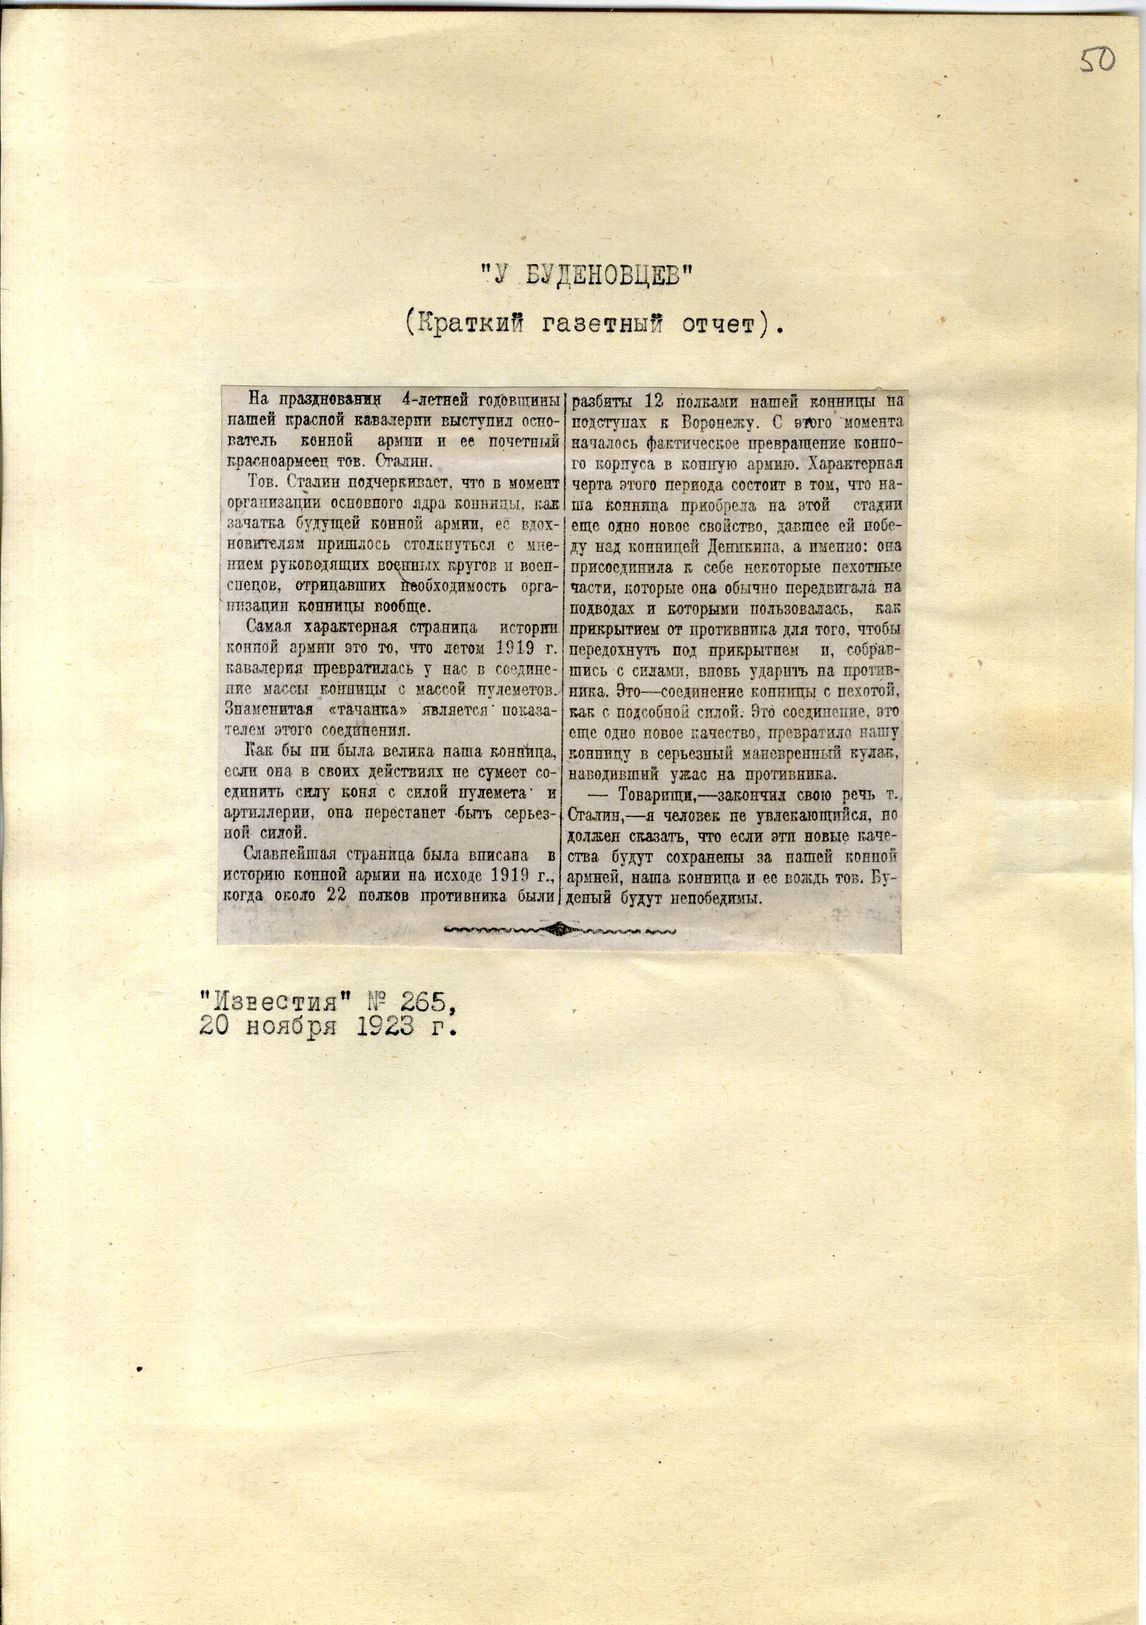 50
"У БУДЕНОВЦЕВ"
(Краткий газетный отчет).
На праздновании 4-летней годовщины
нашей красной кавалерии выступил осно-
ватель конной армии и ее почетный
красноармеец тов. Сталин.
Тов. Сталин подчеркивает, что в момент
организации основного ядра конницы, как
зачатка будущей конной армии, ее вдох-
новителям пришлось столкнуться с мне-
нием руководящих военных кругов и воен-
спецов, отрицавших необходимость орга-
низации конницы вообще.
Самая характерная страница истории
конной армии это то, что летом 1919 г.
кавалерия превратилась у нас в соедине-
ние массы конницы с массой пулеметов.
Знаменитая «тачанка» является показа-
телем этого соединения.
Как бы ни была велика наша конница,
если она в своих действиях не сумеет со-
единить силу коня с силой пулемета и
артиллерии, она перестанет быть серьез-
ной силой.
Славнейшая страница была вписана в
историю конной армии на исходе 1919 г.,
когда около 22 полков противника были
разбиты 12 полками нашей конницы на
подступах к Воронежу. С этого момента
началось фактическое превращение конно-
го корпуса в конную армию. Характерная
черта этого периода состоит в том, что на-
ша конница приобрела на этой стадии
еще одно новое свойство, давшее ей побе-
ду над конницей Деникина, а именно: она
присоединила к себе некоторые пехотные
части, которые она обычно передвигала на
подводах и которыми пользовалась, как
прикрытием от противника для того, чтобы
передохнуть под прикрытием и, собрав-
шись с силами, вновь ударить на против-
ника. Это—соединение конницы с пехотой,
как с подсобной силой. Это соединение, это
еще одно новое качество, превратило нашу
конницу в серьезный маневренный кулак,
наводивший ужас на противника.
— Товарищи,—закончил свою речь т.
Сталин,—я человек не увлекающийся, но
должен сказать, что если эти новые каче-
ства будут сохранены за нашей конной
армией, наша конница и ее вождь тов. Бу-
деный будут непобедимы.
"Известия" № 265,
20 ноября 1923 г.